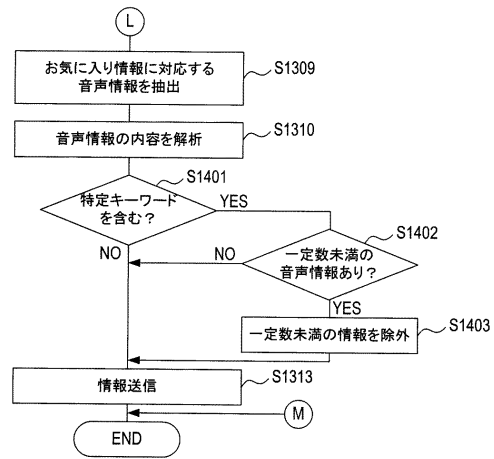 L
お気に入り情報に対応する
音声情報を抽出
S1309
音声情報の内容を解析
S1310
特定キーワード
を含む?
S1401
YES
NO
一定数未満の
音声情報あり?
S1402
NO
YES
一定数未満の情報を除外
S1403
情報送信
S1313
M
END